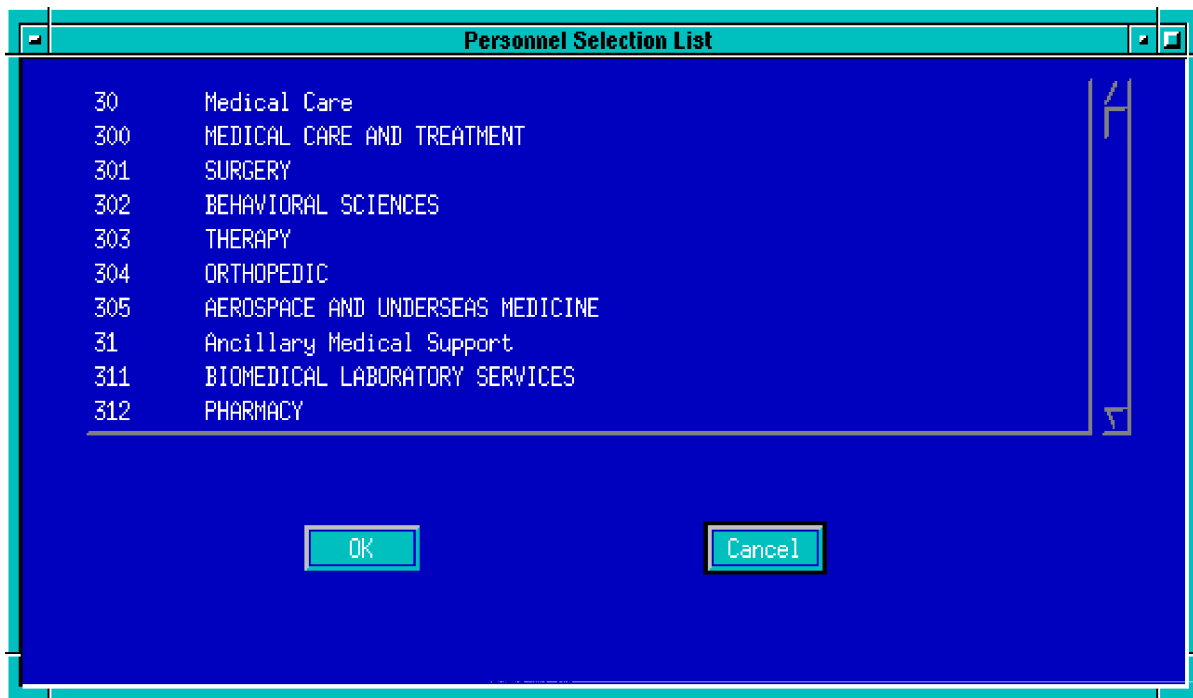 Personnel Selection List
30 Medical Care
300 MEDICAL CARE AND TREATMENT
301 SURGERY
302 BEHAVIORAL SCIENCES
303 THERAPY
304 ORTHOPEDIC
305 AEROSPACE AND UNDERSEAS MEDICINE
31 Ancillary Medical Support
311 BIOMEDICAL LABORATORY SERVICES
312 PHARMACY
OK Cancel